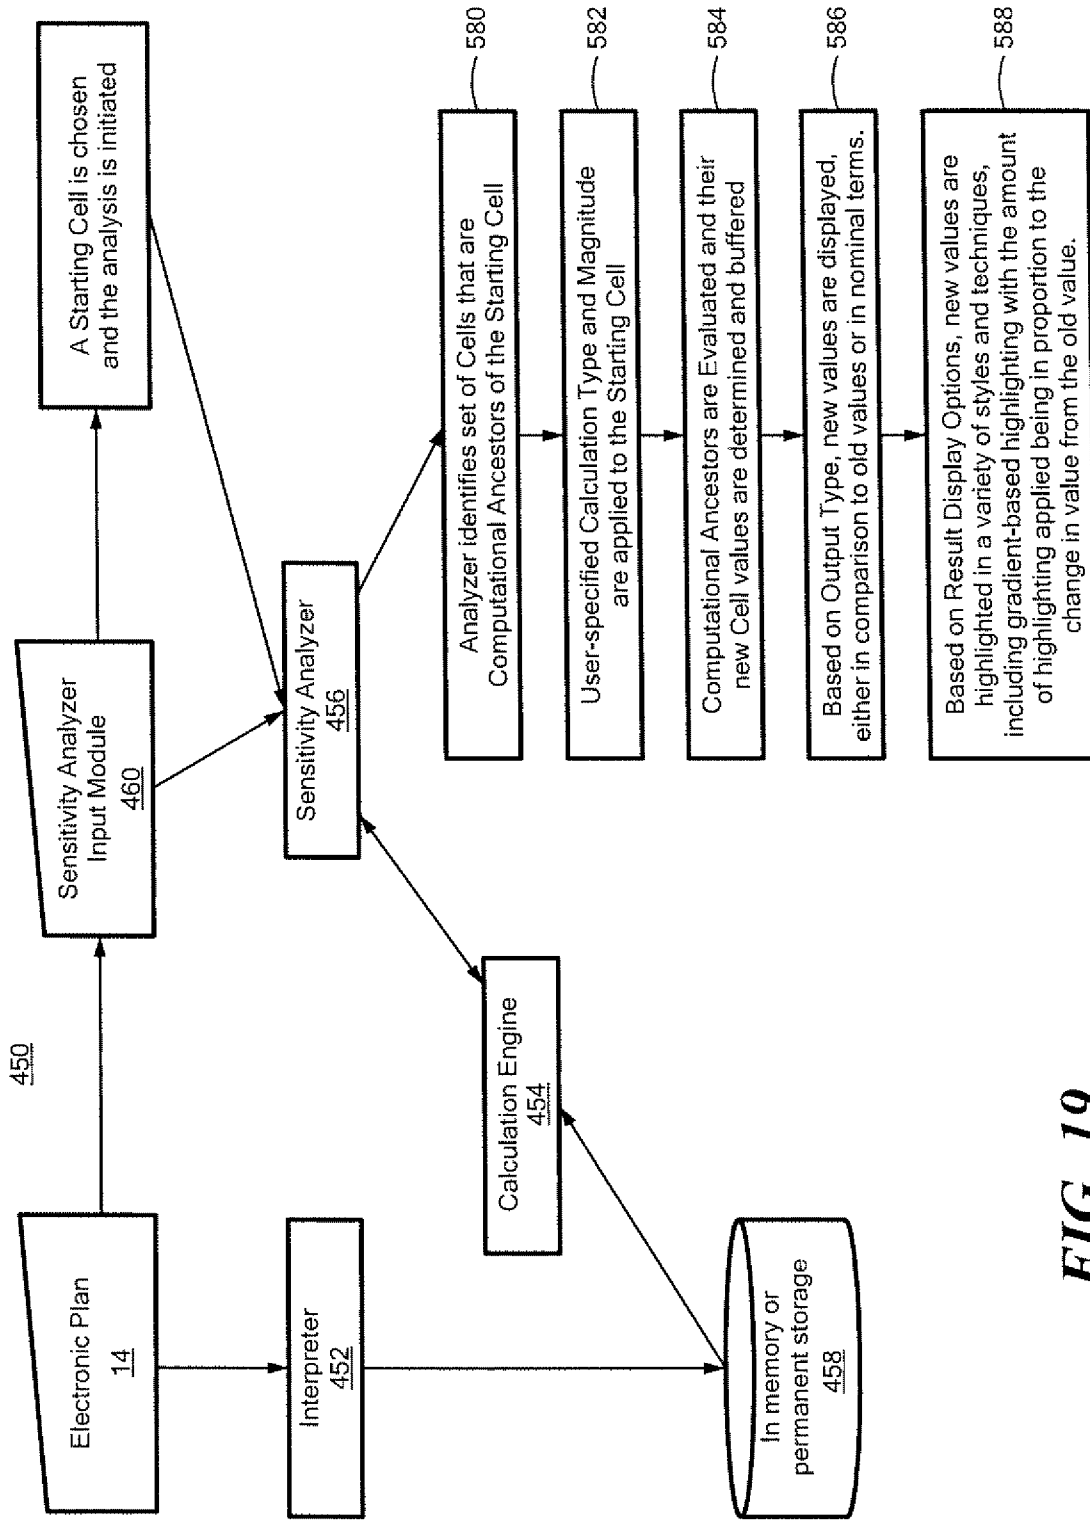 450
Electronic Plan
14
Sensitivity Analyzer
Input Module
460
A Starting Cell is chosen
and the analysis is initiated
Interpreter
452
Sensitivity Analyzer
456
Calculation Engine
454
In memory or
permanent storage
458
Analyzer identifies set of Cells that are
Computational Ancestors of the Starting Cell
580
User-specified Calculation Type and Magnitude
are applied to the Starting Cell
582
Computational Ancestors are Evaluated and their
new Cell values are determined and buffered
584
Based on Output Type, new values are displayed,
either in comparison to old values or in nominal terms.
586
Based on Result Display Options, new values are
highlighted in a variety of styles and techniques,
including gradient-based highlighting with the amount
of highlighting applied being in proportion to the
change in value from the old value.
588
FIG. 19